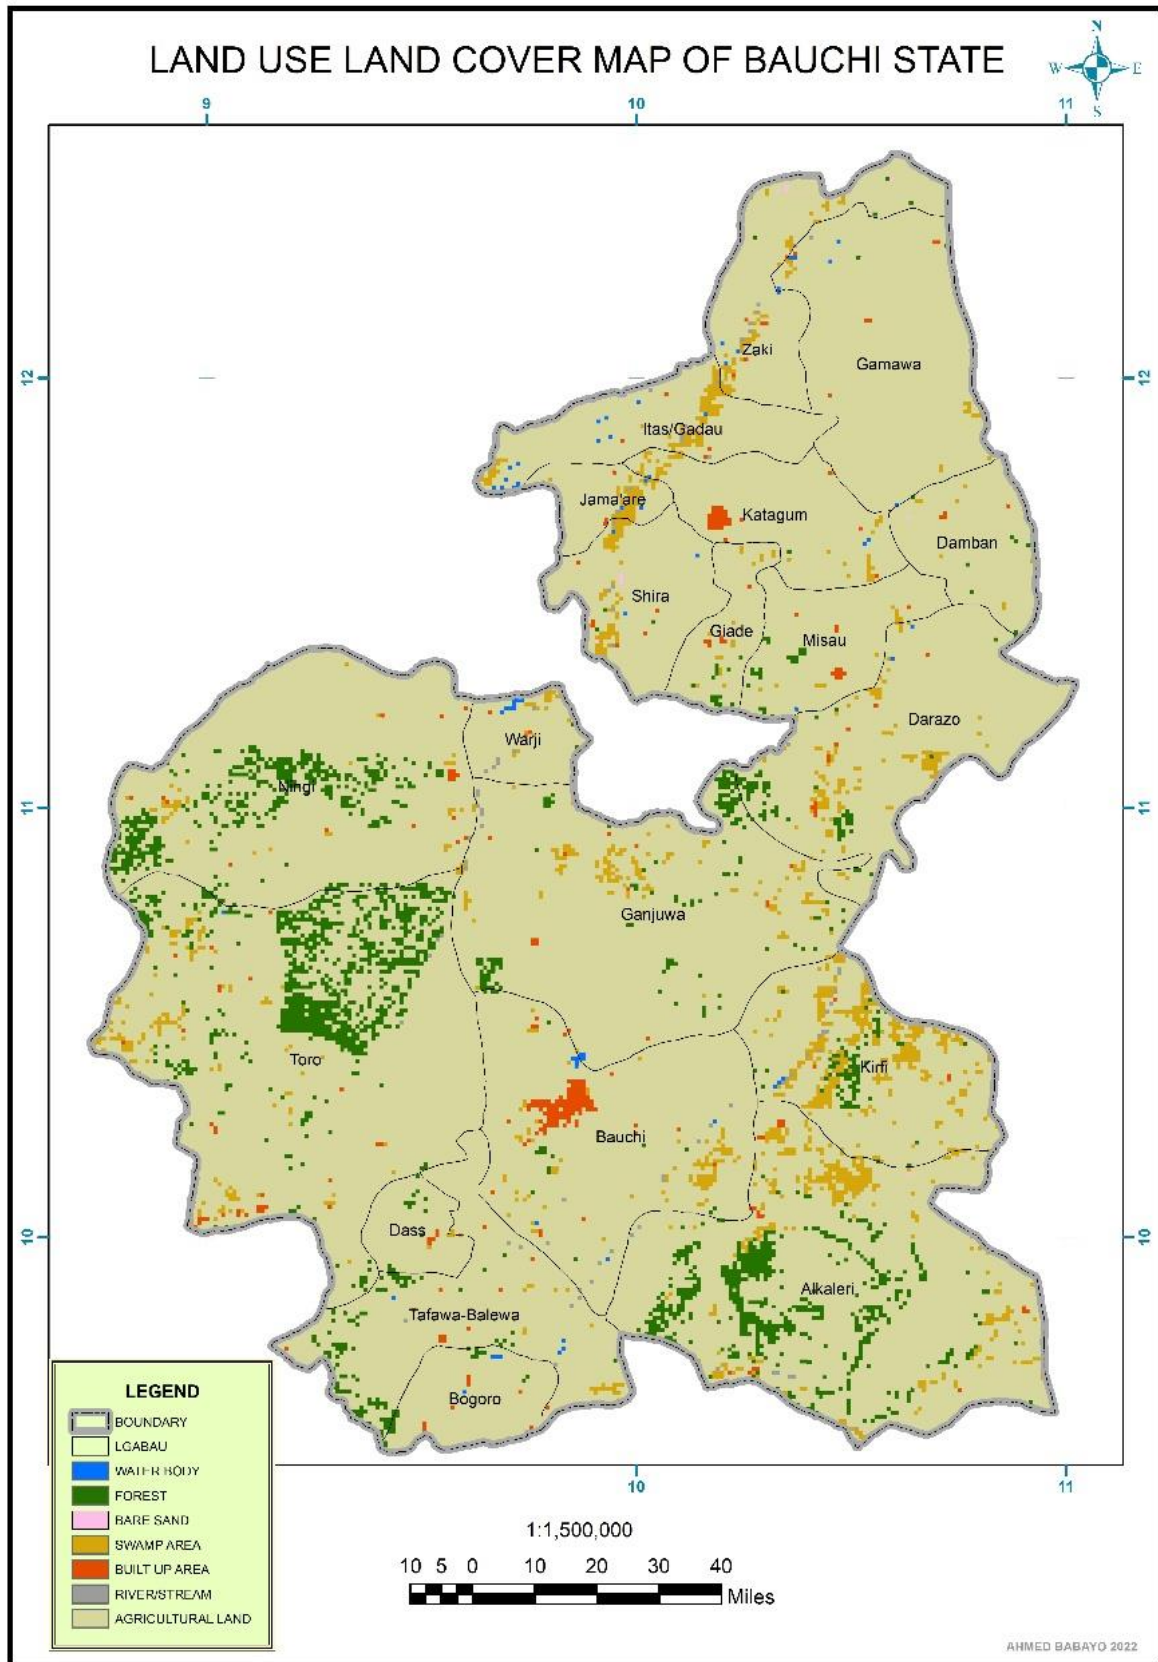 LAND USE LAND COVER MAP OF BAUCHI STATE
N
W E
S
9 10 11
Zaki
12 12
Gamawa
Itas/Gadau
Jama'are
Katagum
Damban
Shira
Giade
Misau
Darazo
Warji
Ningi
11 11
Ganjuwa
Toro
Kirfi
Bauchi
Dass
10 10
Alkaleri
Tafawa-Balewa
Bogoro
LEGEND
BOUNDARY
LGABAU
WATER BODY
FOREST
BARE SAND
SWAMP AREA
BUILT UP AREA
RIVER/STREAM
AGRICULTURAL LAND
10 11
1:1,500,000
10 5 0 10 20 30 40
Miles
AHMED BABAYO 2022